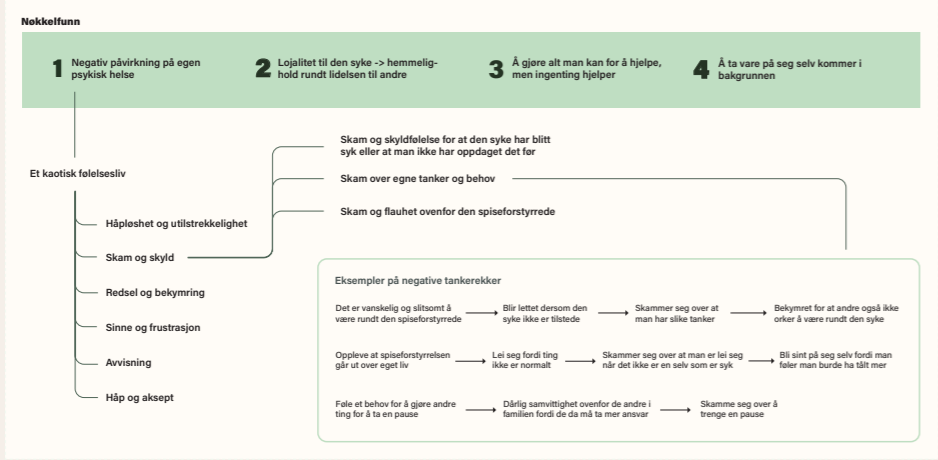 Nøkkelfunn
1 Negativ påvirkning på egen
psykisk helse
2 Lojalitet til den syke -> hemmelig-
hold rundt lidelsen til andre
3 Å gjøre alt man kan for å hjelpe,
men ingenting hjelper
4 Å ta vare på seg selv kommer i
bakgrunnen
Et kaotisk følelsesliv
Håpløshet og utilstrekkelighet
Skam og skyld
Redsel og bekymring
Sinne og frustrasjon
Avvisning
Håp og aksept
Skam og skyldfølelse for at den syke har blitt
syk eller at man ikke har oppdaget det før
Skam over egne tanker og behov
Skam og flauhet ovenfor den spiseforstyrrede
Eksempler på negative tankerekker
Det er vanskelig og slitsomt å
være rundt den spiseforstyrrede
Blir lettet dersom den
syke ikke er tilstede
Skammer seg over at
man har slike tanker
Bekymret for at andre også ikke
orker å være rundt den syke
Oppleve at spiseforstyrrelsen
går ut over eget liv
Lei seg fordi ting
ikke er normalt
Skammer seg over at man er lei seg
når det ikke er en selv som er syk
Bli sint på seg selv fordi man
føler man burde ha tålt mer
Føle et behov for å gjøre andre
ting for å ta en pause
Dårlig samvittighet ovenfor de andre i
familien fordi de da må ta mer ansvar
Skamme seg over å
trenge en pause